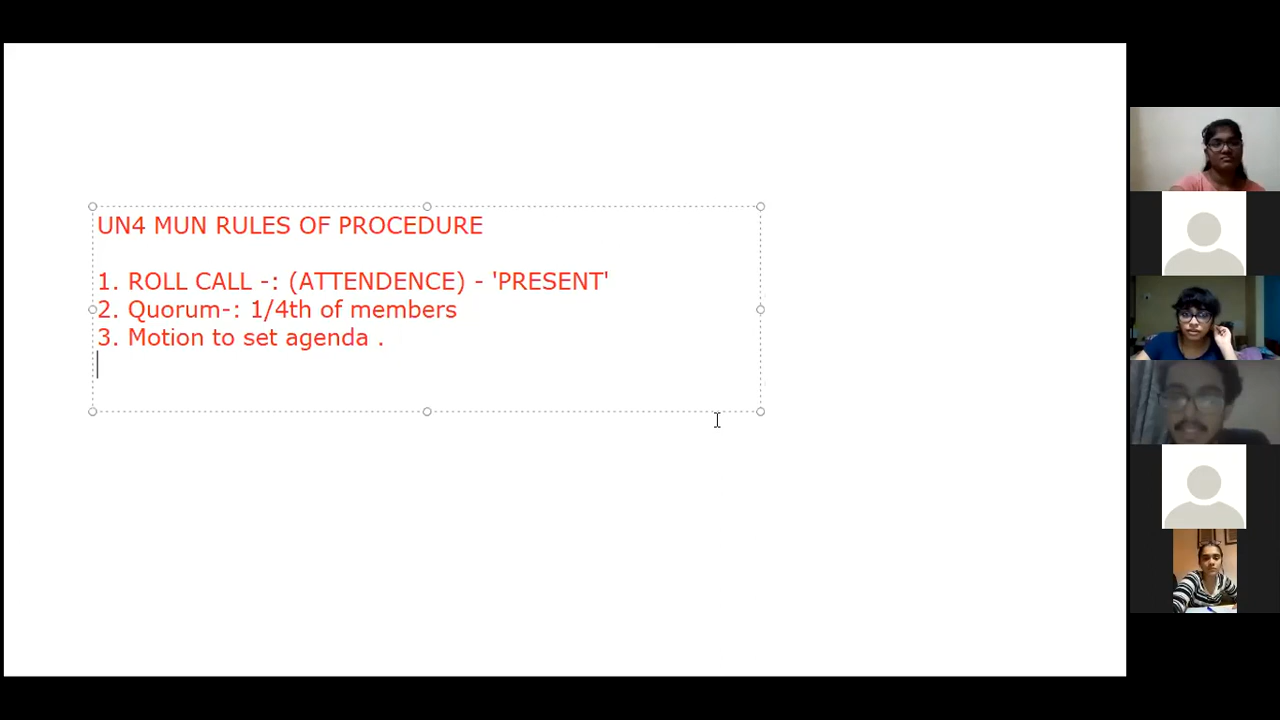 UN4 MUN RULES OF PROCEDURE
1. ROLL CALL -: (ATTENDENCE) - 'PRESENT'
2. Quorum-: 1/4th of members
3. Motion to set agenda .